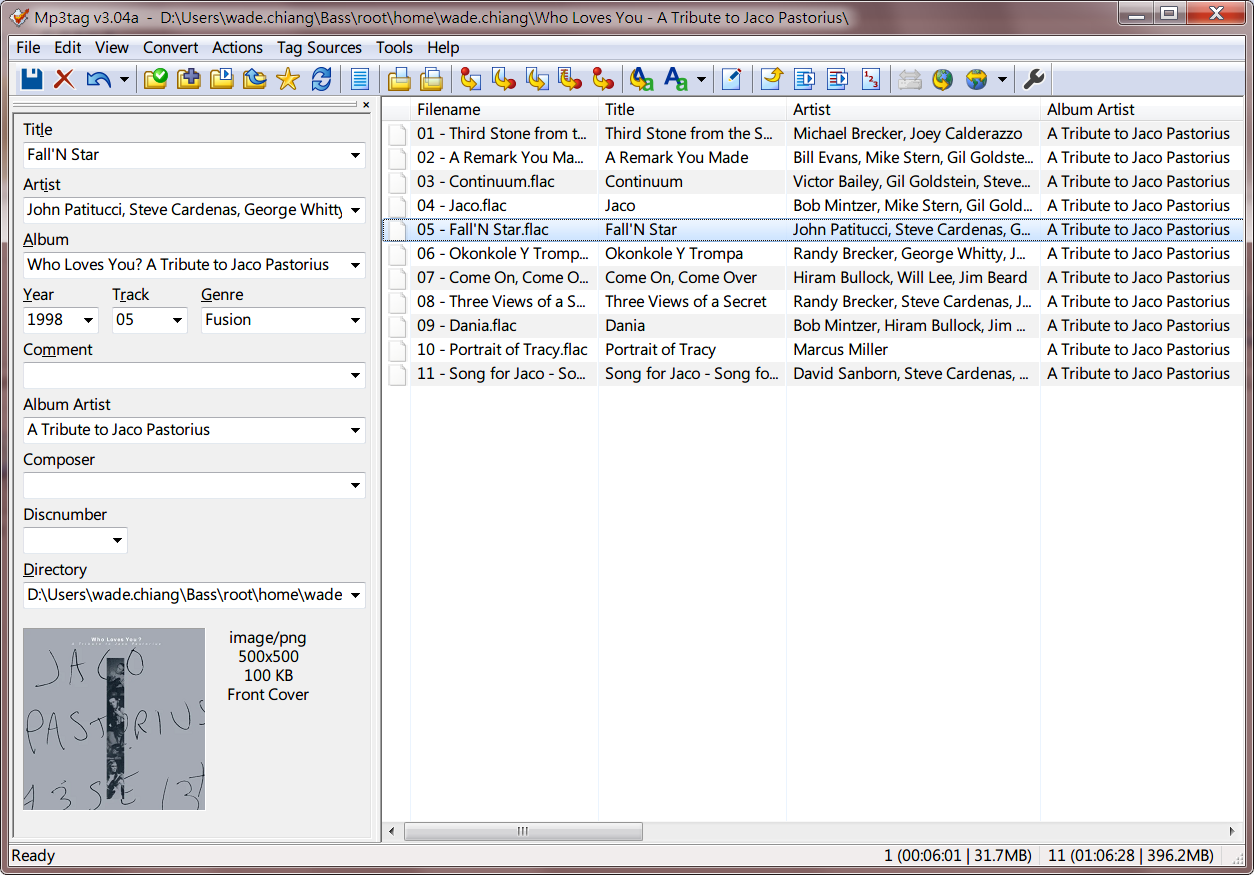 Mp3tag v3.04a - D:\Users\wade.chiang\Bass\root\home\wade.chiang\Who Loves You - A Tribute to Jaco Pastorius\
File Edit View Convert Actions Tag Sources Tools Help
Title
Fall'N Star
Artist
John Patitucci, Steve Cardenas, George Whitty
Album
Who Loves You? A Tribute to Jaco Pastorius
Year Track Genre
1998 05 Fusion
Comment
Album Artist
A Tribute to Jaco Pastorius
Composer
Discnumber
Directory
D:\Users\wade.chiang\Bass\root\home\wade
Who Loves You?
A Tribute to Jaco Pastorius
JACO
PASTORIUS
image/png
500x500
100 KB
Front Cover
Filename Title Artist Album Artist
01 - Third Stone from t... Third Stone from the S... Michael Brecker, Joey Calderazzo A Tribute to Jaco Pastorius
02 - A Remark You Ma... A Remark You Made Bill Evans, Mike Stern, Gil Goldste... A Tribute to Jaco Pastorius
03 - Continuum.flac Continuum Victor Bailey, Gil Goldstein, Steve... A Tribute to Jaco Pastorius
04 - Jaco.flac Jaco Bob Mintzer, Mike Stern, Gil Gold... A Tribute to Jaco Pastorius
05 - Fall'N Star.flac Fall'N Star John Patitucci, Steve Cardenas, G... A Tribute to Jaco Pastorius
06 - Okonkole Y Tromp... Okonkole Y Trompa Randy Brecker, George Whitty, J... A Tribute to Jaco Pastorius
07 - Come On, Come O... Come On, Come Over Hiram Bullock, Will Lee, Jim Beard A Tribute to Jaco Pastorius
08 - Three Views of a S... Three Views of a Secret Randy Brecker, Steve Cardenas, J... A Tribute to Jaco Pastorius
09 - Dania.flac Dania Bob Mintzer, Hiram Bullock, Jim ... A Tribute to Jaco Pastorius
10 - Portrait of Tracy.flac Portrait of Tracy Marcus Miller A Tribute to Jaco Pastorius
11 - Song for Jaco - So... Song for Jaco - Song fo... David Sanborn, Steve Cardenas, ... A Tribute to Jaco Pastorius
Ready 1 (00:06:01 | 31.7MB) 11 (01:06:28 | 396.2MB)